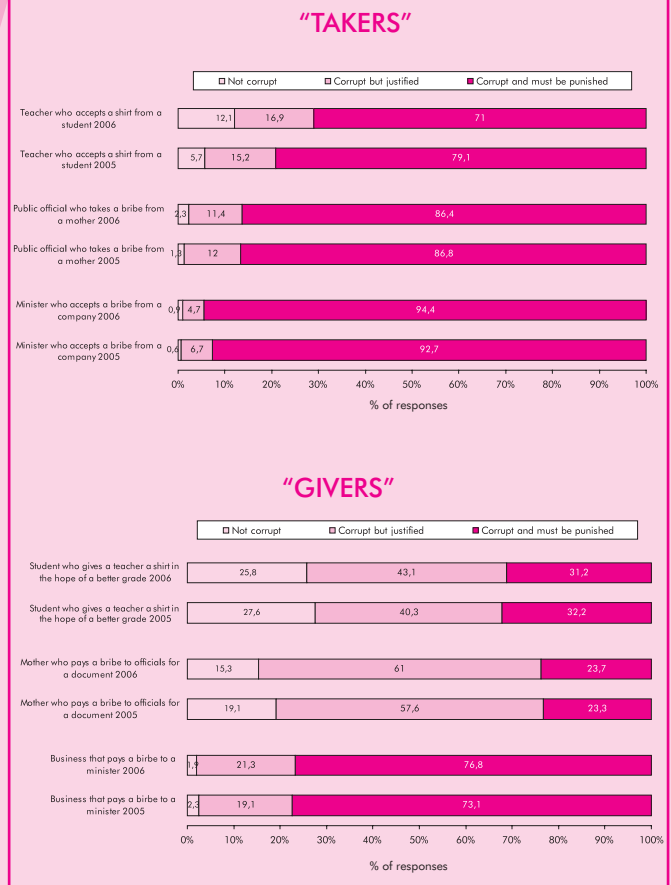 “TAKERS”
Not corrupt Corrupt but justified Corrupt and must be punished
Teacher who accepts a shirt from a
student 2006
12,1 16,9 71
Teacher who accepts a shirt from a
student 2005
5,7 15,2 79,1
Public official who takes a bribe from
a mother 2006
2,3 11,4 86,4
Public official who takes a bribe from
a mother 2005
1,3 12 86,8
Minister who accepts a bribe from a
company 2006
0,9 4,7 94,4
Minister who accepts a bribe from a
company 2005
0,6 6,7 92,7
0% 10% 20% 30% 40% 50% 60% 70% 80% 90% 100%
% of responses
“GIVERS”
Not corrupt Corrupt but justified Corrupt and must be punished
Student who gives a teacher a shirt in
the hope of a better grade 2006
25,8 43,1 31,2
Student who gives a teacher a shirt in
the hope of a better grade 2005
27,6 40,3 32,2
Mother who pays a bribe to officials for
a document 2006
15,3 61 23,7
Mother who pays a bribe to officials for
a document 2005
19,1 57,6 23,3
Business that pays a birbe to a
minister 2006
1,9 21,3 76,8
Business that pays a birbe to a
minister 2005
2,3 19,1 73,1
0% 10% 20% 30% 40% 50% 60% 70% 80% 90% 100%
% of responses